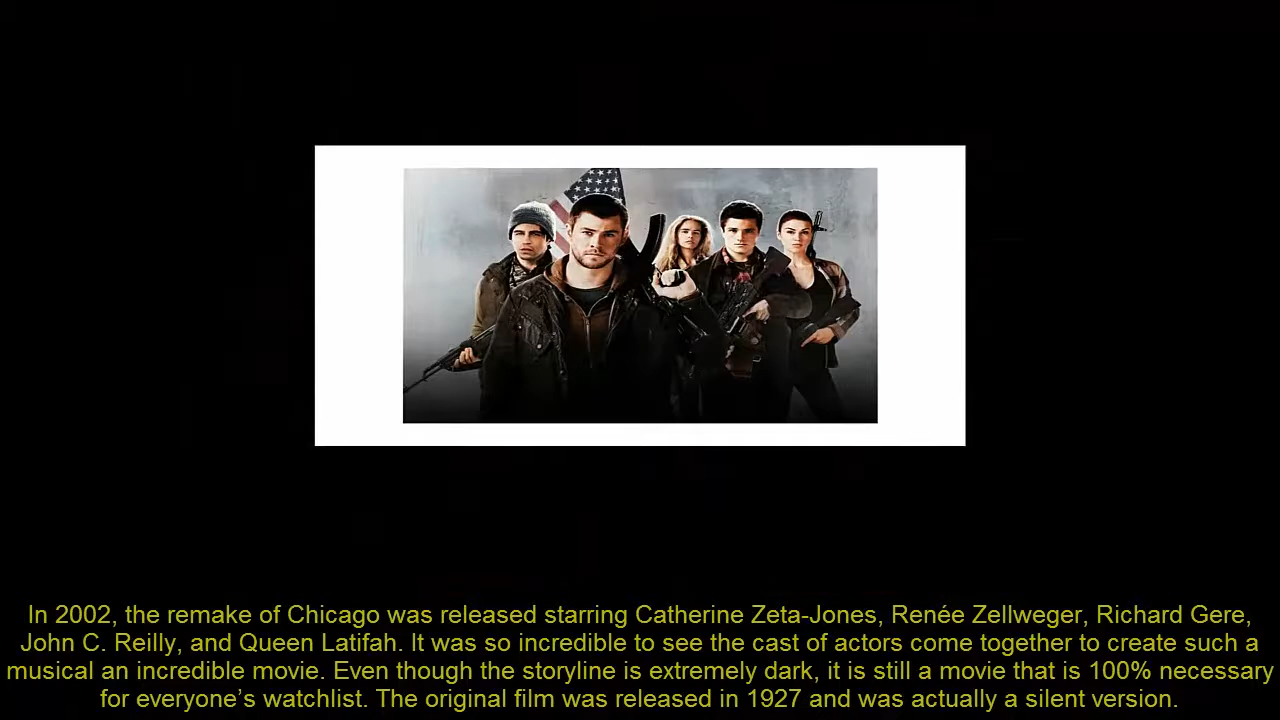 In 2002, the remake of Chicago was released starring Catherine Zeta-Jones, Renée Zellweger, Richard Gere,
John C. Reilly, and Queen Latifah. It was so incredible to see the cast of actors come together to create such a
musical an incredible movie. Even though the storyline is extremely dark, it is still a movie that is 100% necessary
for everyone’s watchlist. The original film was released in 1927 and was actually a silent version.